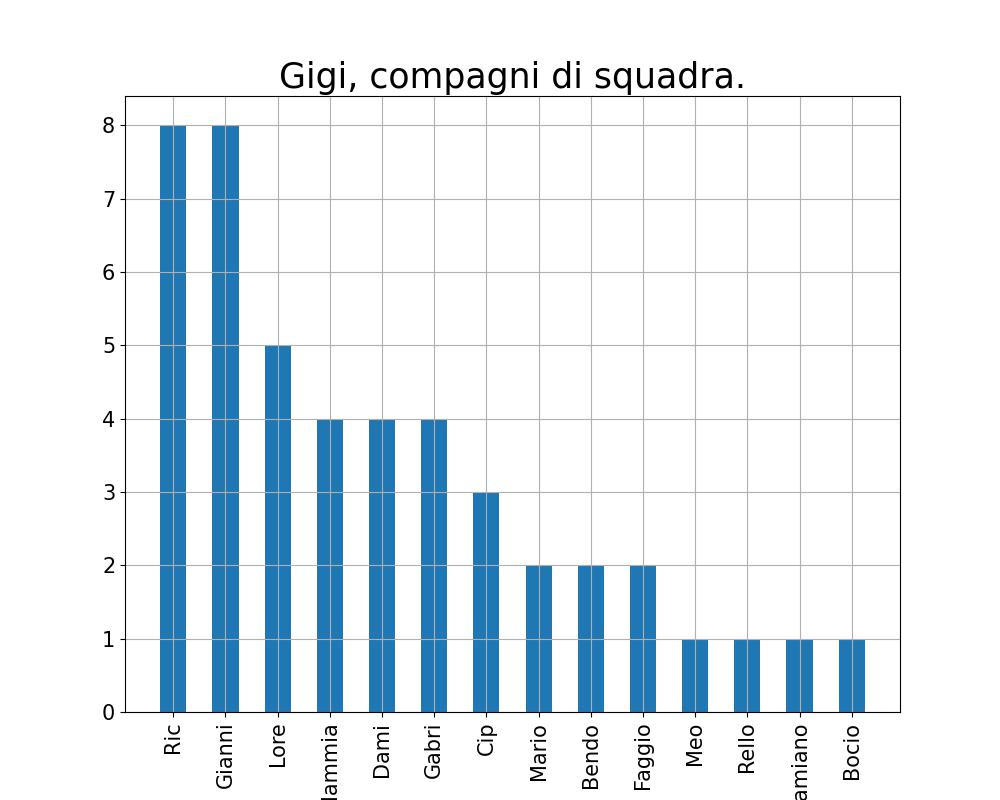 Gigi, compagni di squadra.
8
7
6
5
4
3
2
1
0
Ric
Gianni
Lore
Dami
Gabri
Cip
Mario
Bendo
Faggio
Meo
Rello
amiano
Bocio